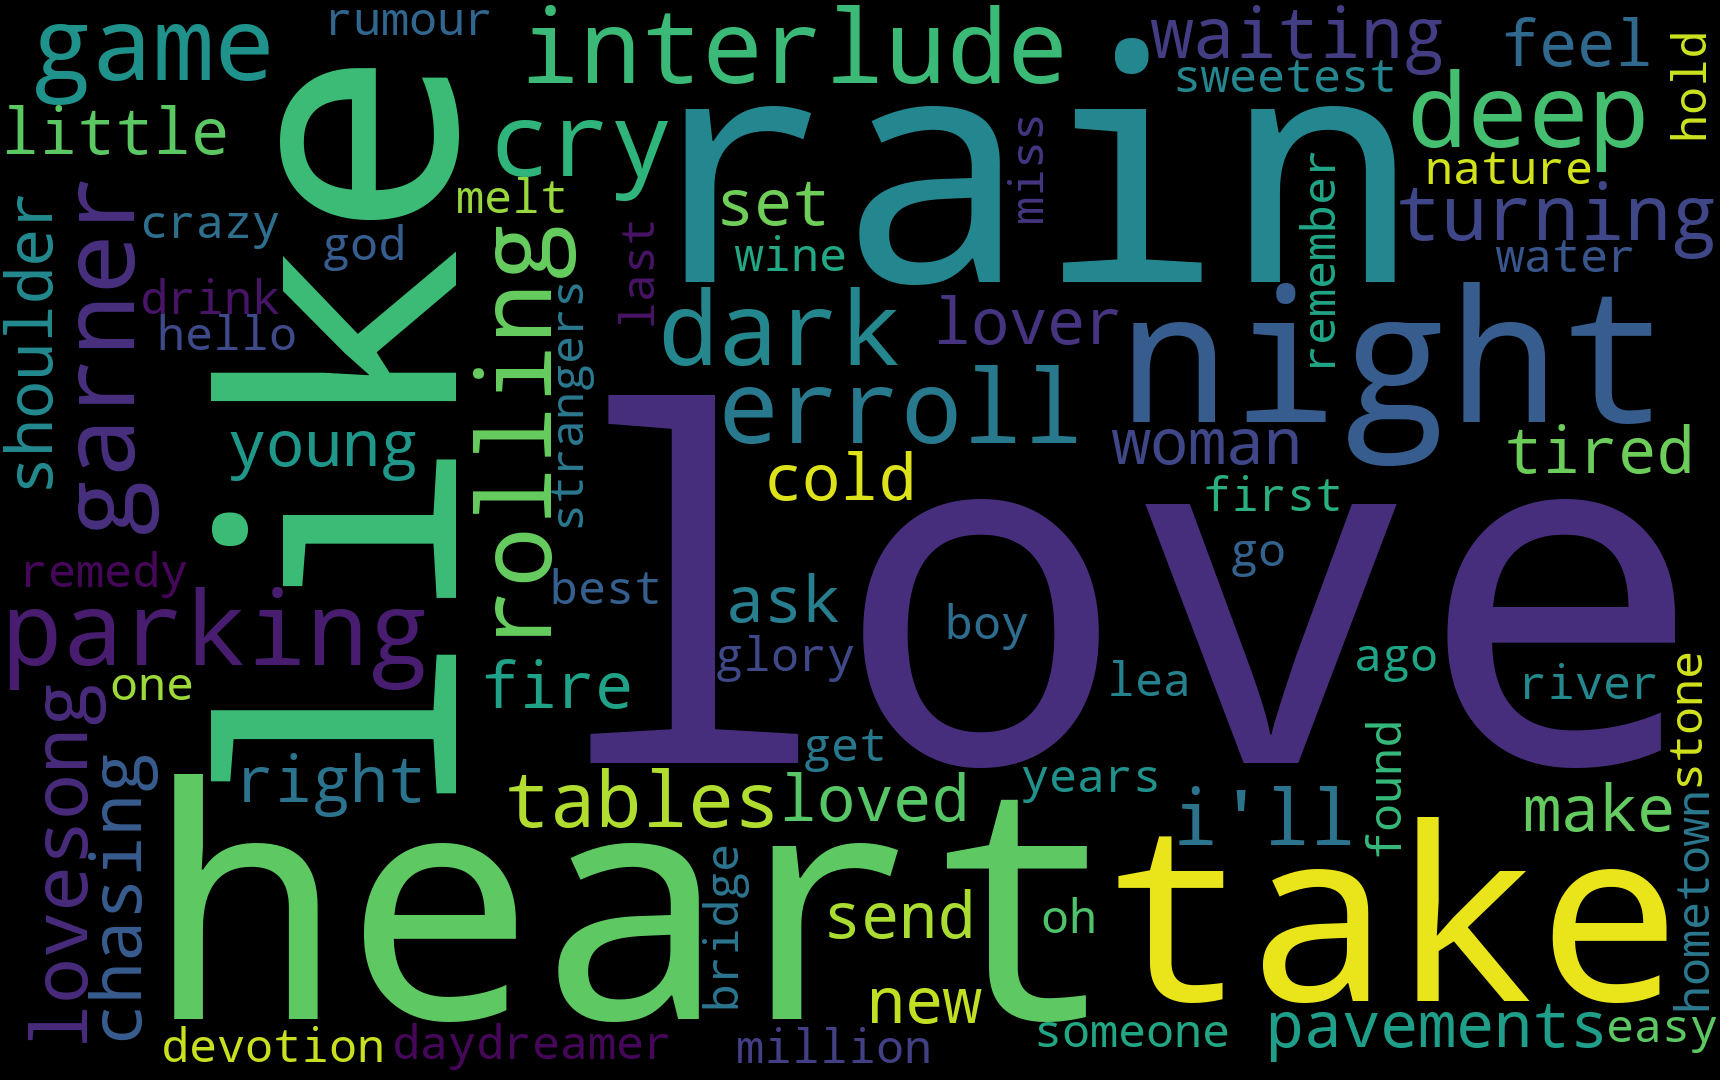 game
rumour
interlude
waiting
feel
hold
sweetest
little
like
cry
rain
deep
miss
nature
garner
shoulder
crazy
god
melt
set
wine
remember
turning
water
drink
hello
last
rolling
strangers
dark
lover
night
erroll
young
cold
woman
tired
first
love
go
remedy
best
ask
boy
parking
one
fire
glory
lea
ago
river
stone
lovesong
chasing
right
get
years
found
tables
loved
i'll
make
hometown
heart
take
bridge
send
oh
new
devotion
daydreamer
million
someone
pavements
easy